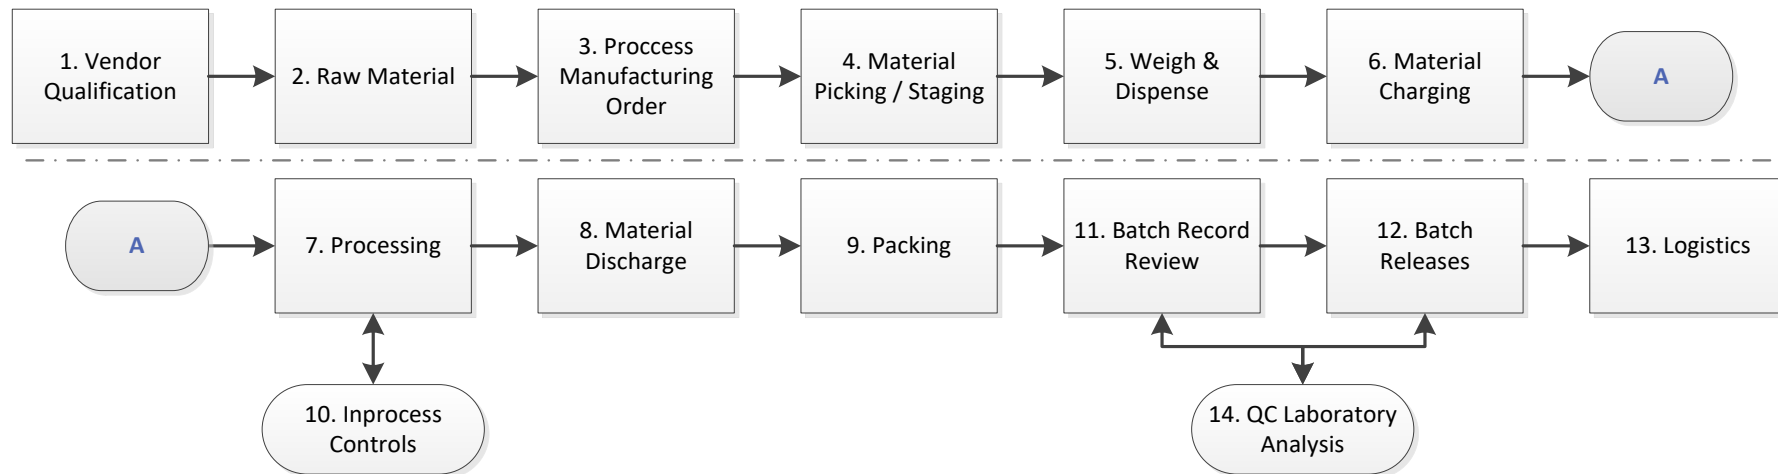 1. Vendor
Qualification
2. Raw Material
3. Proccess
Manufacturing
Order
4. Material
Picking / Staging
5. Weigh &
Dispense
6. Material
Charging
A
A
7. Processing
8. Material
Discharge
9. Packing
11. Batch Record
Review
12. Batch
Releases
13. Logistics
10. Inprocess
Controls
14. QC Laboratory
Analysis